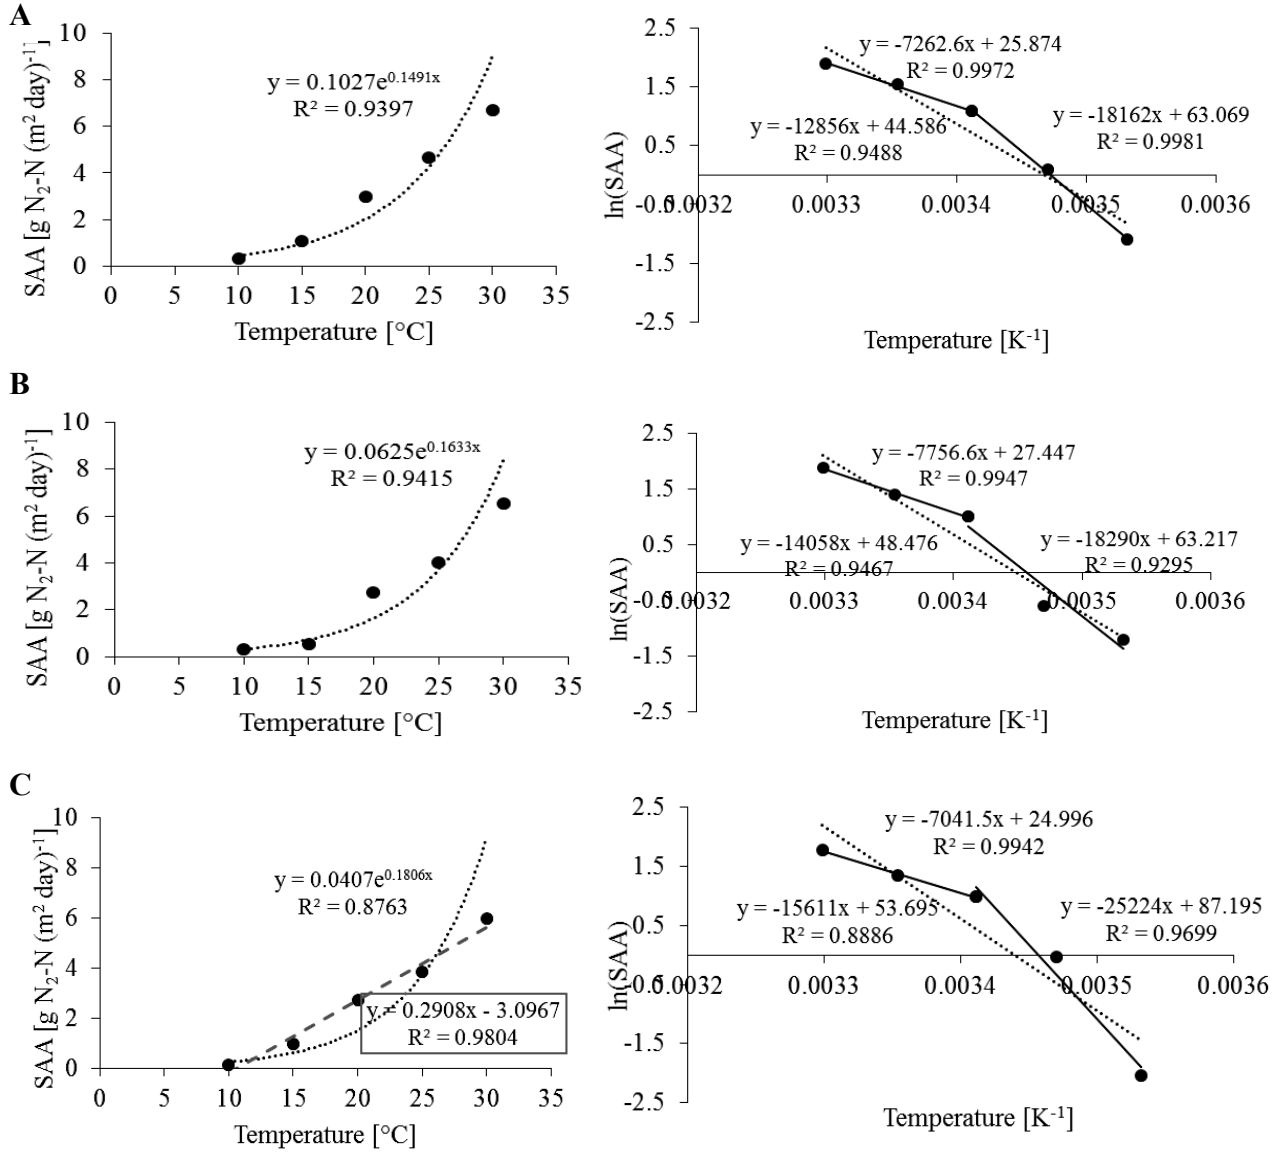 A
SAA [g N₂-N (m² day)⁻¹]
10
8
6
4
2
0
0 5 10 15 20 25 30 35
Temperature [°C]
y = 0.1027e^0.1491x
R² = 0.9397
ln(SAA)
2.5
1.5
0.5
-0.5
-1.5
-2.5
0.0032 0.0033 0.0034 0.0035 0.0036
Temperature [K⁻¹]
y = -7262.6x + 25.874
R² = 0.9972
y = -12856x + 44.586
R² = 0.9488
y = -18162x + 63.069
R² = 0.9981
B
SAA [g N₂-N (m² day)⁻¹]
10
8
6
4
2
0
0 5 10 15 20 25 30 35
Temperature [°C]
y = 0.0625e^0.1633x
R² = 0.9415
ln(SAA)
2.5
1.5
0.5
-0.5
-1.5
-2.5
0.0032 0.0033 0.0034 0.0035 0.0036
Temperature [K⁻¹]
y = -7756.6x + 27.447
R² = 0.9947
y = -14058x + 48.476
R² = 0.9467
y = -18290x + 63.217
R² = 0.9295
C
SAA [g N₂-N (m² day)⁻¹]
10
8
6
4
2
0
0 5 10 15 20 25 30 35
Temperature [°C]
y = 0.0407e^0.1806x
R² = 0.8763
y = 0.2908x - 3.0967
R² = 0.9804
ln(SAA)
2.5
1.5
0.5
-0.5
-1.5
-2.5
0.0032 0.0033 0.0034 0.0035 0.0036
Temperature [K⁻¹]
y = -7041.5x + 24.996
R² = 0.9942
y = -15611x + 53.695
R² = 0.8886
y = -25224x + 87.195
R² = 0.9699